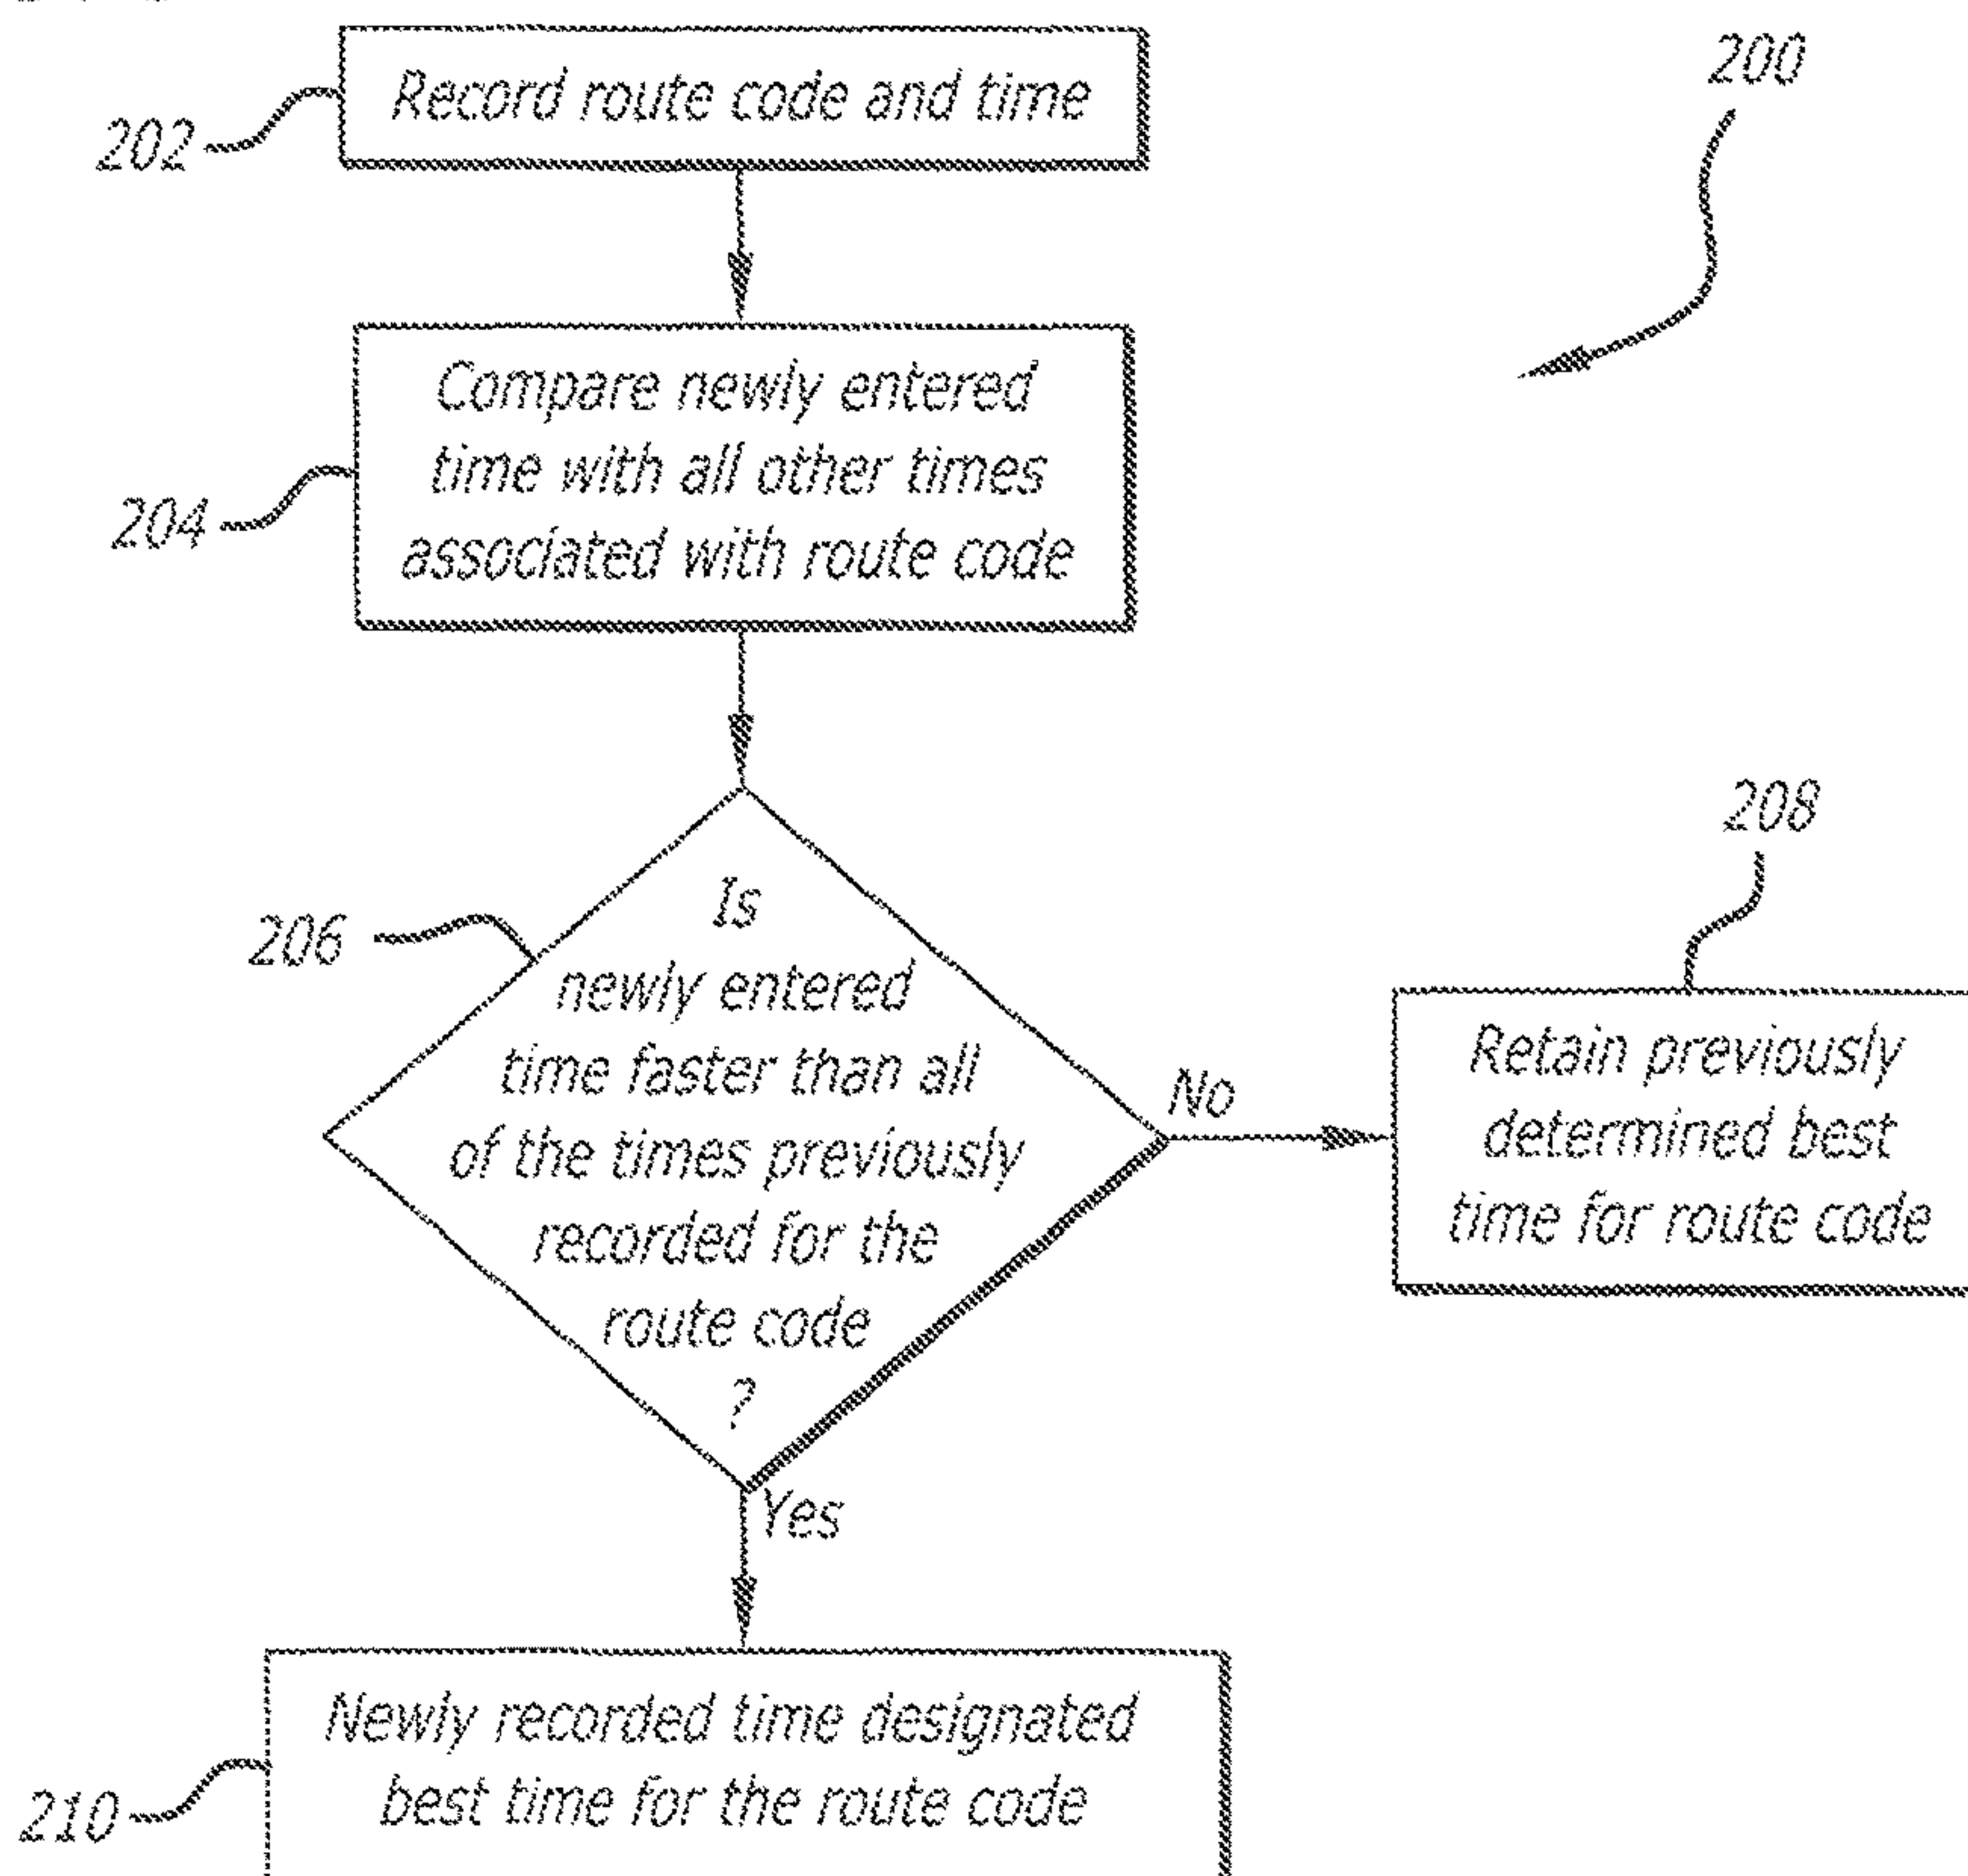 Record route code and time
200
202
Compare newly entered
time with all other times
associated with route code
204
Is
newly entered
time faster than all
of the times previously
recorded for the
route code
?
206
No
208
Retain previously
determined best
time for route code
Yes
Newly recorded time designated
best time for the route code
210